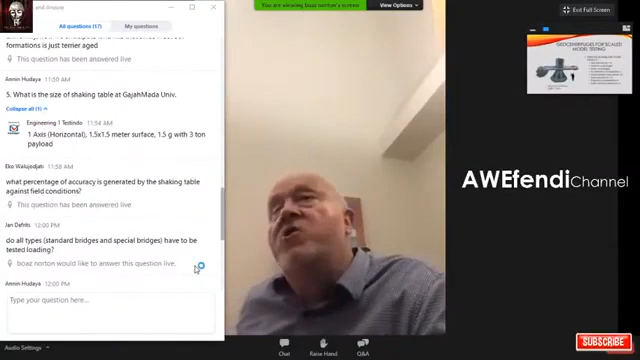 and Answer
You are viewing boaz norton's screen
View Options
Exit Full Screen
All questions (17)
My questions
formations is just terrier aged
This question has been answered live
Annin Hudaya 11:50 AM
5. What is the size of shaking table at GajahMada Univ.
Collapse all (1)
Engineering 1 Testindo 11:54 AM
1 Axis (Horizontal), 1.5x1.5 meter surface, 1.5 g with 3 ton
payload
Eko Walujodjati 11:58 AM
what percentage of accuracy is generated by the shaking table
against field conditions?
This question has been answered live
Jan Defrits 12:00 PM
do all types (standard bridges and special bridges) have to be
tested loading?
boaz norton would like to answer this question live.
Annin Hudaya 12:00 PM
Type your question here...
GEOCENTRIFUGES FOR SCALED
MODEL TESTING
AWEfendiChannel
Audio Settings
Chat
Raise Hand
Q&A
SUBSCRIBE